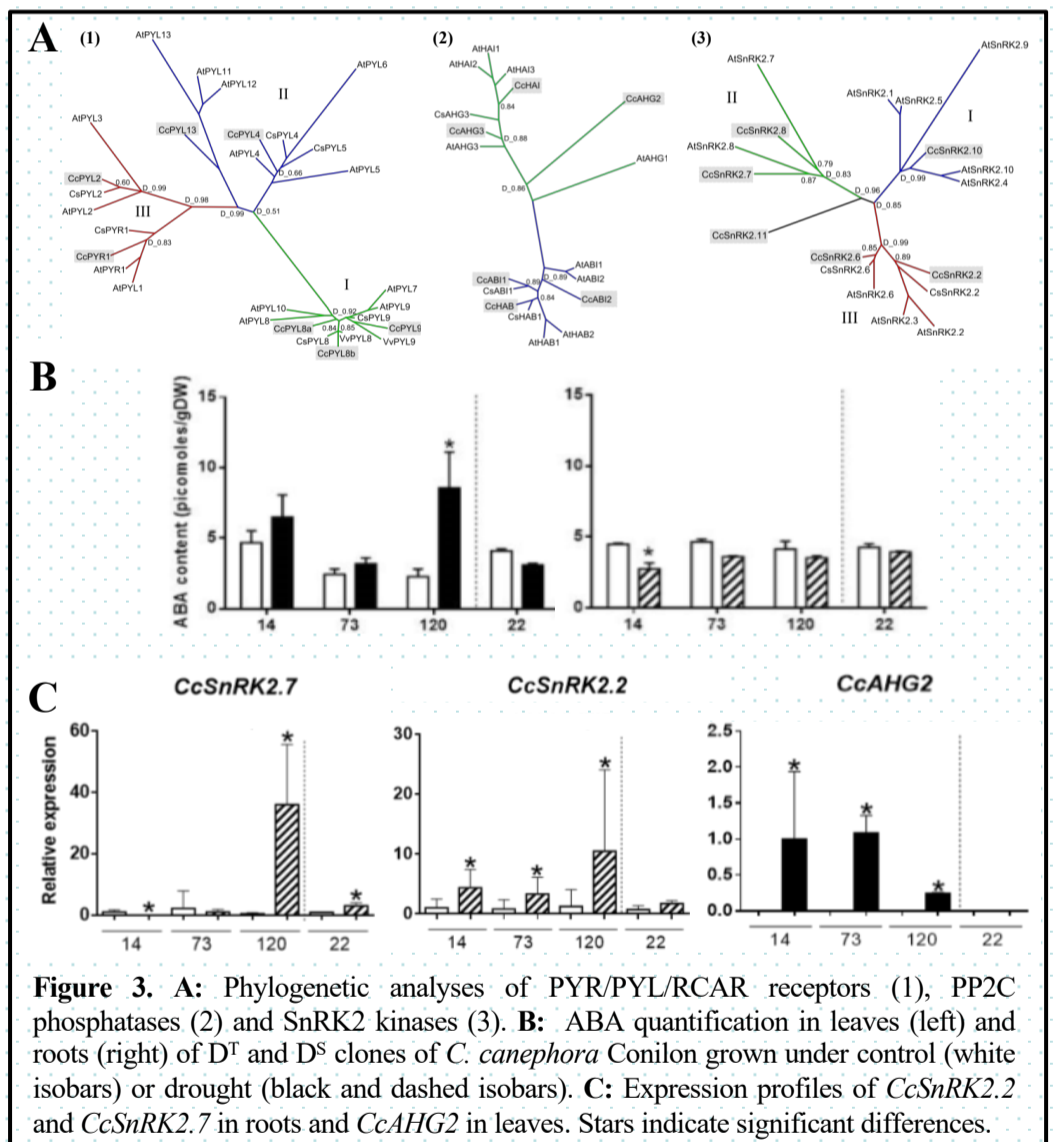 A
(1)
(2)
(3)
AtPYL13
AtPYL11
AtPYL12
II
AtPYL6
AtPYL3
CcPYL13
CcPYL4
CsPYL4
CsPYL5
AtPYL4
AtPYL5
D_0.66
CcPYL2
0.60
D_0.99
CsPYL2
AtPYL2
III
D_0.98
D_0.99
D_0.51
CsPYR1
D_0.83
CcPYR1
AtPYR1
AtPYL1
I
AtPYL7
AtPYL10
D_0.92
AtPYL9
AtPYL8
CsPYL9
CcPYL8a
CcPYL9
0.84
0.85
CsPYL8
VvPYL8
VvPYL9
CcPYL8b
AtHAI1
AtHAI2
AtHAI3
CcHAI
0.84
CsAHG3
CcAHG3
D_0.88
AtAHG3
CcAHG2
AtAHG1
D_0.86
AtABI1
CcABI1
0.89
D_0.89
AtABI2
CsABI1
CcABI2
CcHAB
0.84
CsHAB1
AtHAB2
AtHAB1
AtSnRK2.9
AtSnRK2.7
II
AtSnRK2.1
AtSnRK2.5
I
CcSnRK2.8
AtSnRK2.8
0.79
CcSnRK2.10
CcSnRK2.7
0.87
D_0.83
D_0.99
AtSnRK2.10
AtSnRK2.4
D_0.96
D_0.85
CcSnRK2.11
0.85
D_0.99
CcSnRK2.6
0.89
CsSnRK2.6
CcSnRK2.2
AtSnRK2.6
CsSnRK2.2
III
AtSnRK2.3
AtSnRK2.2
B
ABA content (picomoles/gDW)
15
10
5
0
*
14 73 120 22
15
10
5
0
*
14 73 120 22
C
CcSnRK2.7
Relative expression
60
40
20
0
* * *
14 73 120 22
CcSnRK2.2
30
20
10
0
* * *
14 73 120 22
CcAHG2
2.5
2.0
1.5
1.0
0.5
0.0
* * *
14 73 120 22
Figure 3. A: Phylogenetic analyses of PYR/PYL/RCAR receptors (1), PP2C
phosphatases (2) and SnRK2 kinases (3). B: ABA quantification in leaves (left) and
roots (right) of Dᵀ and Dˢ clones of C. canephora Conilon grown under control (white
isobars) or drought (black and dashed isobars). C: Expression profiles of CcSnRK2.2
and CcSnRK2.7 in roots and CcAHG2 in leaves. Stars indicate significant differences.